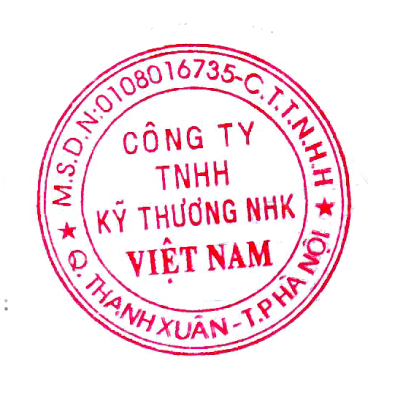 M.S.D.N:0108016735-C.T.T.N.H.H
CÔNG TY
TNHH
KỸ THƯƠNG NHK
VIỆT NAM
★ Q. THANH XUÂN - T.P HÀ NỘI ★